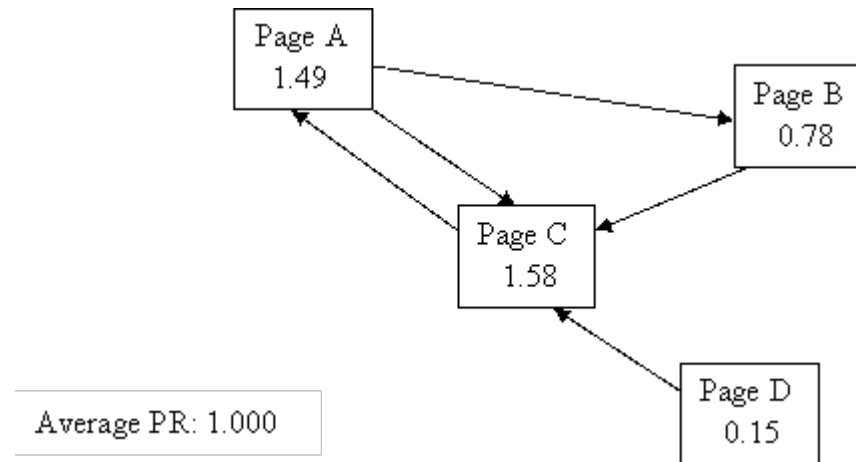 Page A
1.49
Page B
0.78
Page C
1.58
Page D
0.15
Average PR: 1.000